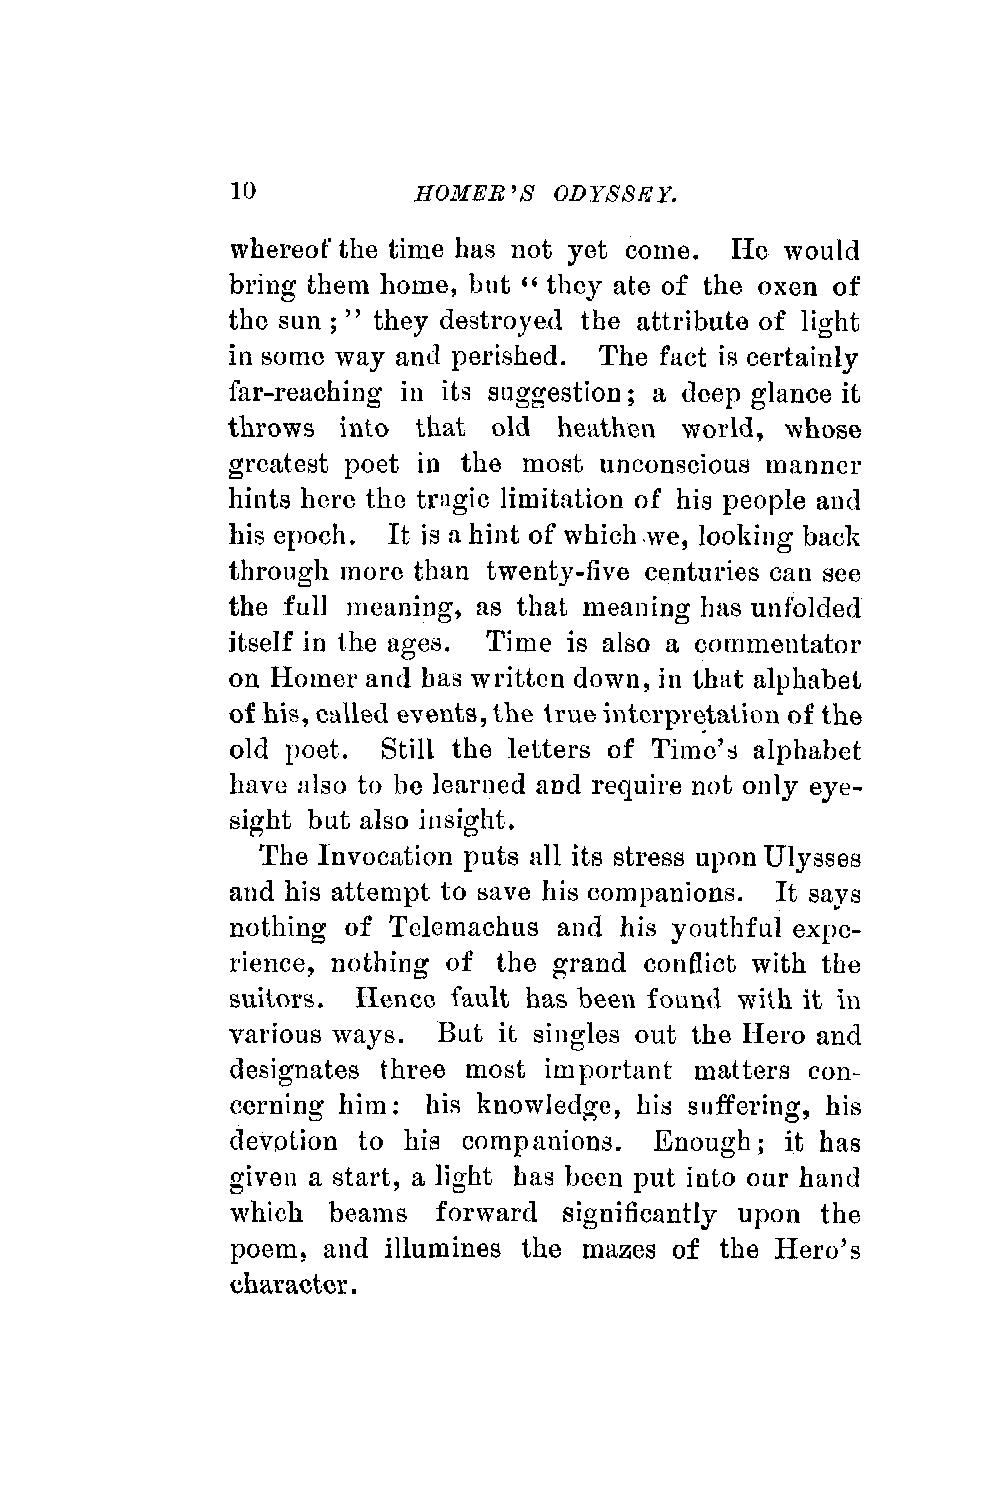 10 HOMER'S ODYSSEY.
whereof the time has not yet come. He would
bring them home, but “ they ate of the oxen of
the sun ; ” they destroyed the attribute of light
in some way and perished. The fact is certainly
far-reaching in its suggestion; a deep glance it
throws into that old heathen world, whose
greatest poet in the most unconscious manner
hints here the tragic limitation of his people and
his epoch. It is a hint of which we, looking back
through more than twenty-five centuries can see
the full meaning, as that meaning has unfolded
itself in the ages. Time is also a commentator
on Homer and has written down, in that alphabet
of his, called events, the true interpretation of the
old poet. Still the letters of Time's alphabet
have also to be learned and require not only eye-
sight but also insight.
The Invocation puts all its stress upon Ulysses
and his attempt to save his companions. It says
nothing of Telemachus and his youthful expe-
rience, nothing of the grand conflict with the
suitors. Hence fault has been found with it in
various ways. But it singles out the Hero and
designates three most important matters con-
cerning him: his knowledge, his suffering, his
devotion to his companions. Enough; it has
given a start, a light has been put into our hand
which beams forward significantly upon the
poem, and illumines the mazes of the Hero's
character.